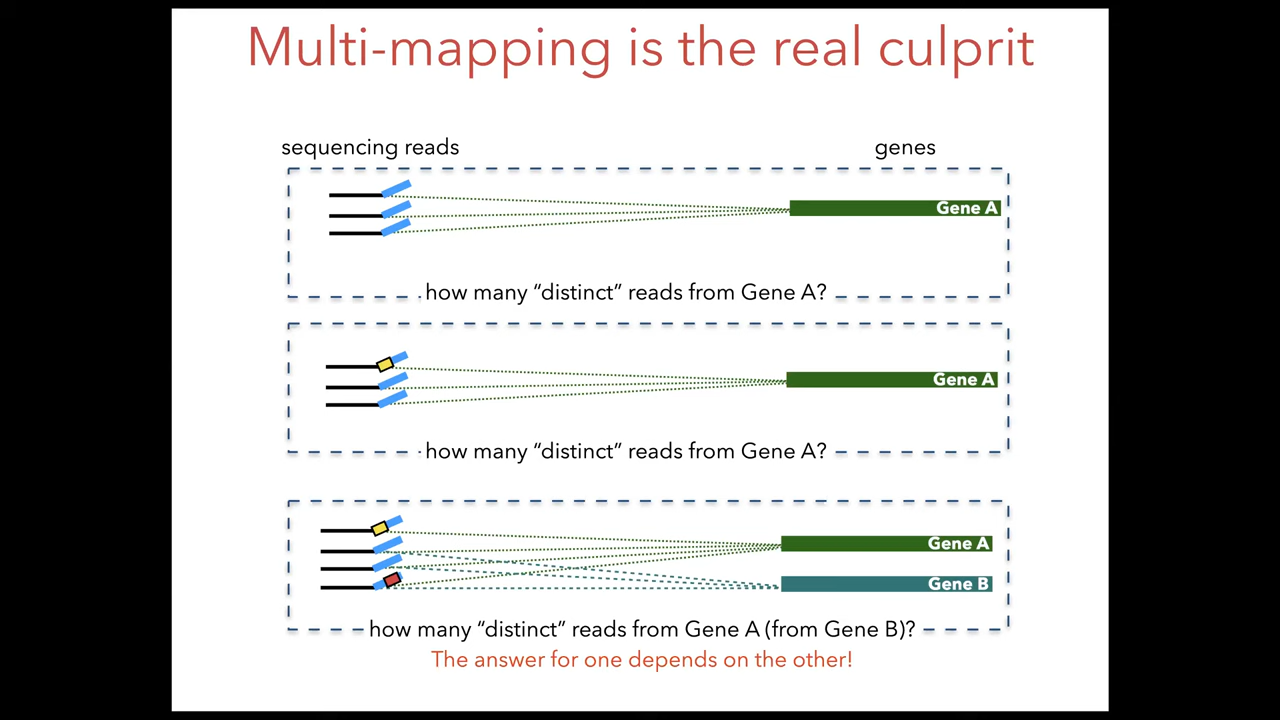 Multi-mapping is the real culprit
sequencing reads
genes
Gene A
how many “distinct” reads from Gene A?
Gene A
how many “distinct” reads from Gene A?
Gene A
Gene B
how many “distinct” reads from Gene A (from Gene B)?
The answer for one depends on the other!